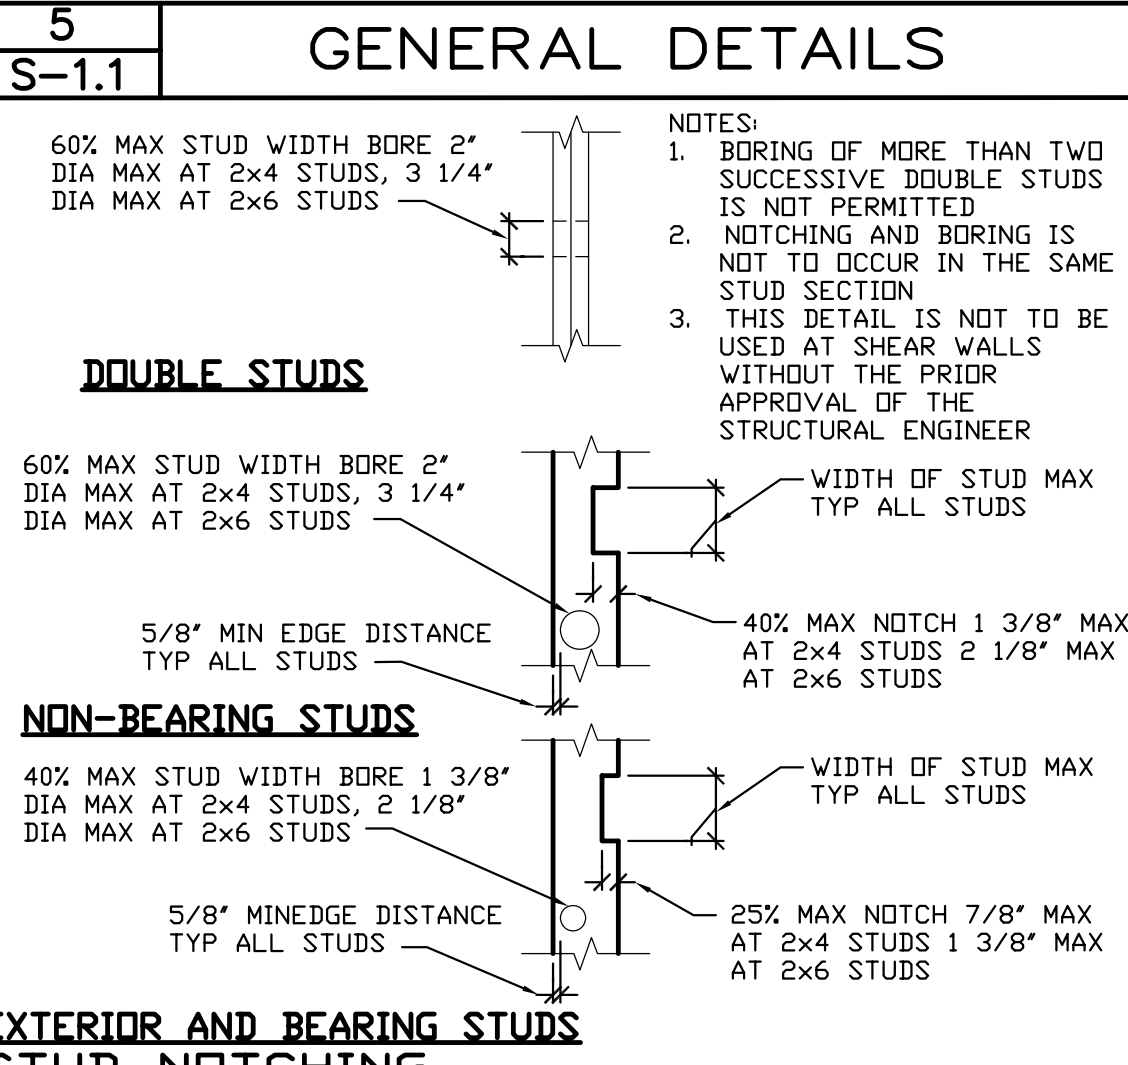 5
S-1.1
GENERAL DETAILS
60% MAX STUD WIDTH BORE 2"
DIA MAX AT 2x4 STUDS, 3 1/4"
DIA MAX AT 2x6 STUDS
NOTES:
1. BORING OF MORE THAN TWO
SUCCESSIVE DOUBLE STUDS
IS NOT PERMITTED
2. NOTCHING AND BORING IS
NOT TO OCCUR IN THE SAME
STUD SECTION
3. THIS DETAIL IS NOT TO BE
USED AT SHEAR WALLS
WITHOUT THE PRIOR
APPROVAL OF THE
STRUCTURAL ENGINEER
DOUBLE STUDS
60% MAX STUD WIDTH BORE 2"
DIA MAX AT 2x4 STUDS, 3 1/4"
DIA MAX AT 2x6 STUDS
WIDTH OF STUD MAX
TYP ALL STUDS
5/8" MIN EDGE DISTANCE
TYP ALL STUDS
40% MAX NOTCH 1 3/8" MAX
AT 2x4 STUDS 2 1/8" MAX
AT 2x6 STUDS
NON-BEARING STUDS
40% MAX STUD WIDTH BORE 1 3/8"
DIA MAX AT 2x4 STUDS, 2 1/8"
DIA MAX AT 2x6 STUDS
WIDTH OF STUD MAX
TYP ALL STUDS
5/8" MINEDGE DISTANCE
TYP ALL STUDS
25% MAX NOTCH 7/8" MAX
AT 2x4 STUDS 1 3/8" MAX
AT 2x6 STUDS
EXTERIOR AND BEARING STUDS
STUD NOTCHING